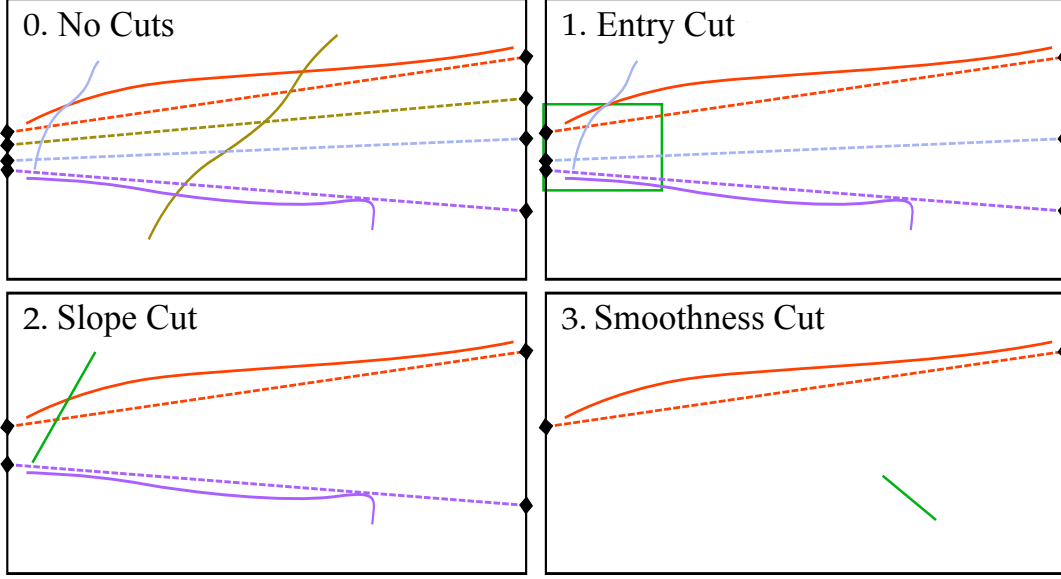 0. No Cuts
1. Entry Cut
2. Slope Cut
3. Smoothness Cut